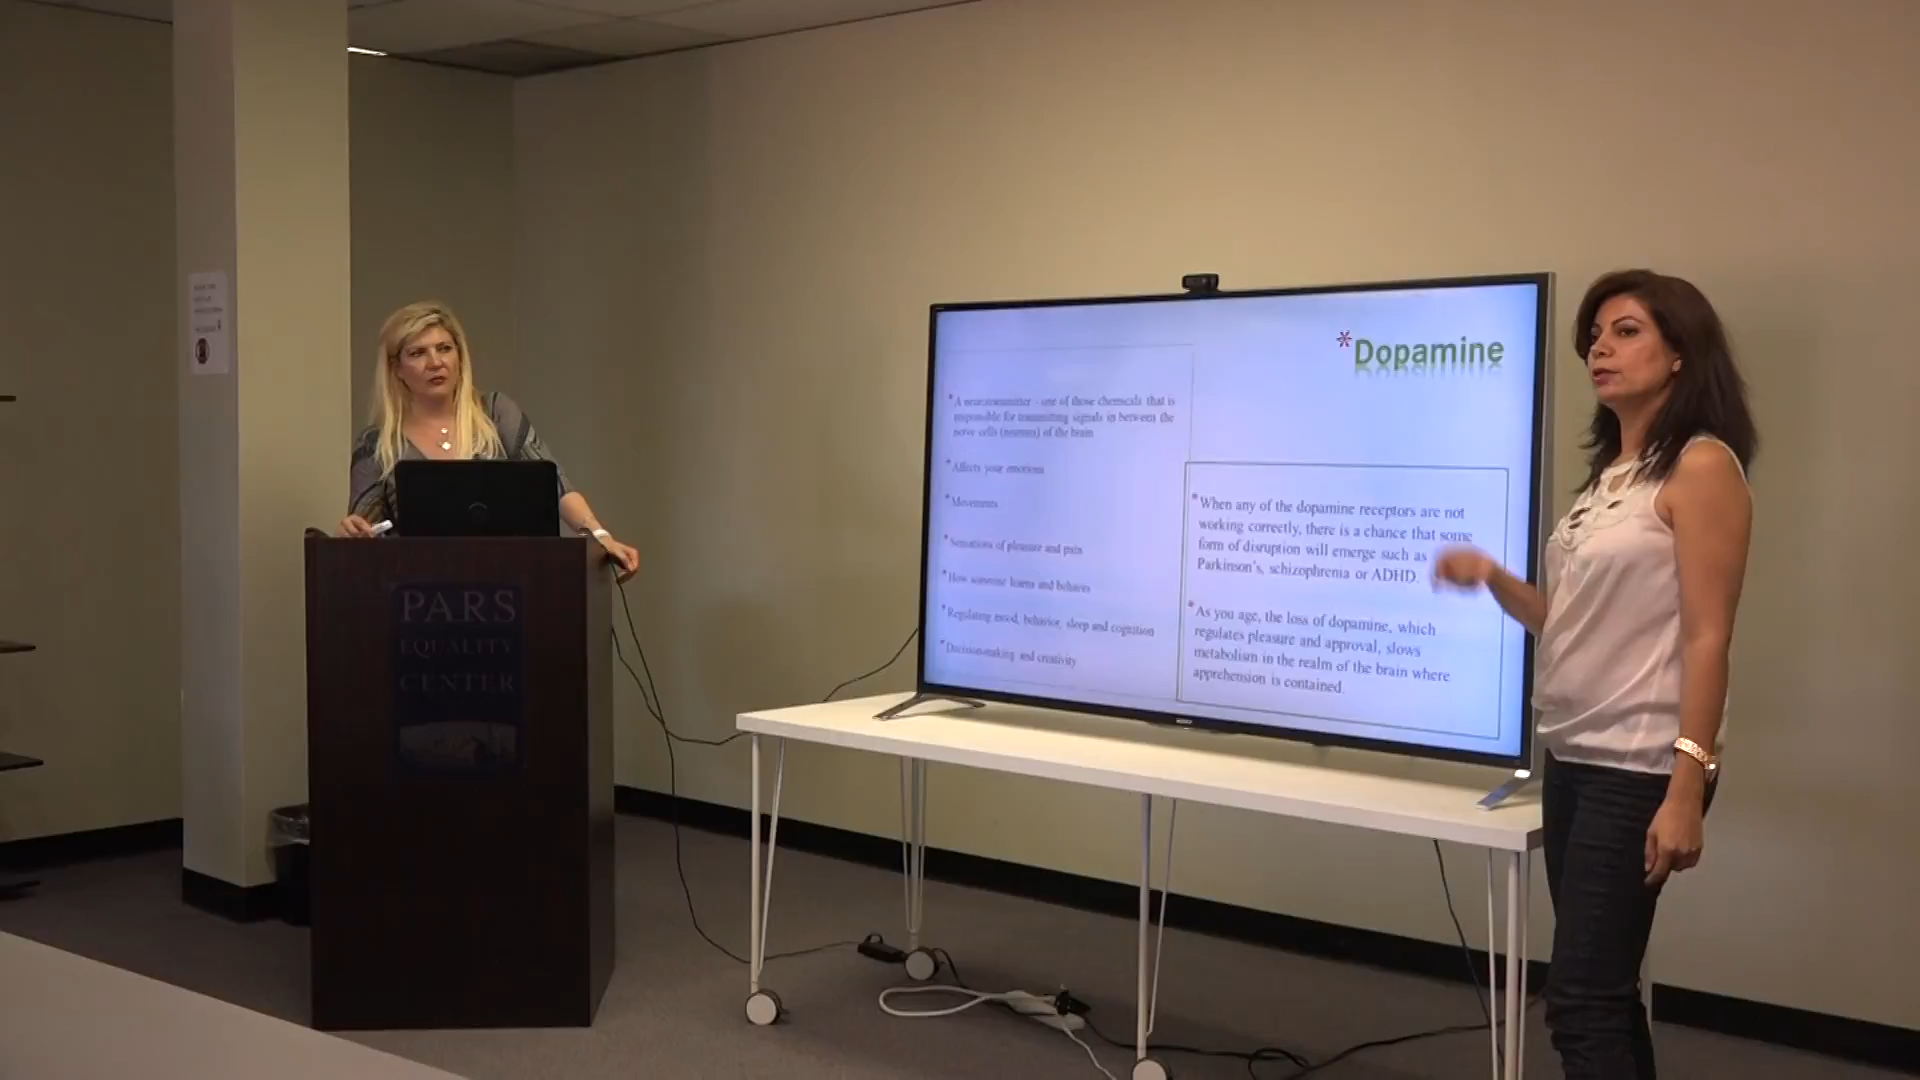 PARS
EQUALITY
CENTER
*Dopamine
*A neurotransmitter - one of those chemicals that is
responsible for transmitting signals in between the
nerve cells (neurons) of the brain
*Affects your emotions
*Movements
*Sensations of pleasure and pain
*How someone learns and behaves
*Regulating mood, behavior, sleep and cognition
*Decision-making and creativity
*When any of the dopamine receptors are not
working correctly, there is a chance that some
form of disruption will emerge such as
Parkinson's, schizophrenia or ADHD.
*As you age, the loss of dopamine, which
regulates pleasure and approval, slows
metabolism in the realm of the brain where
apprehension is contained.
SONY